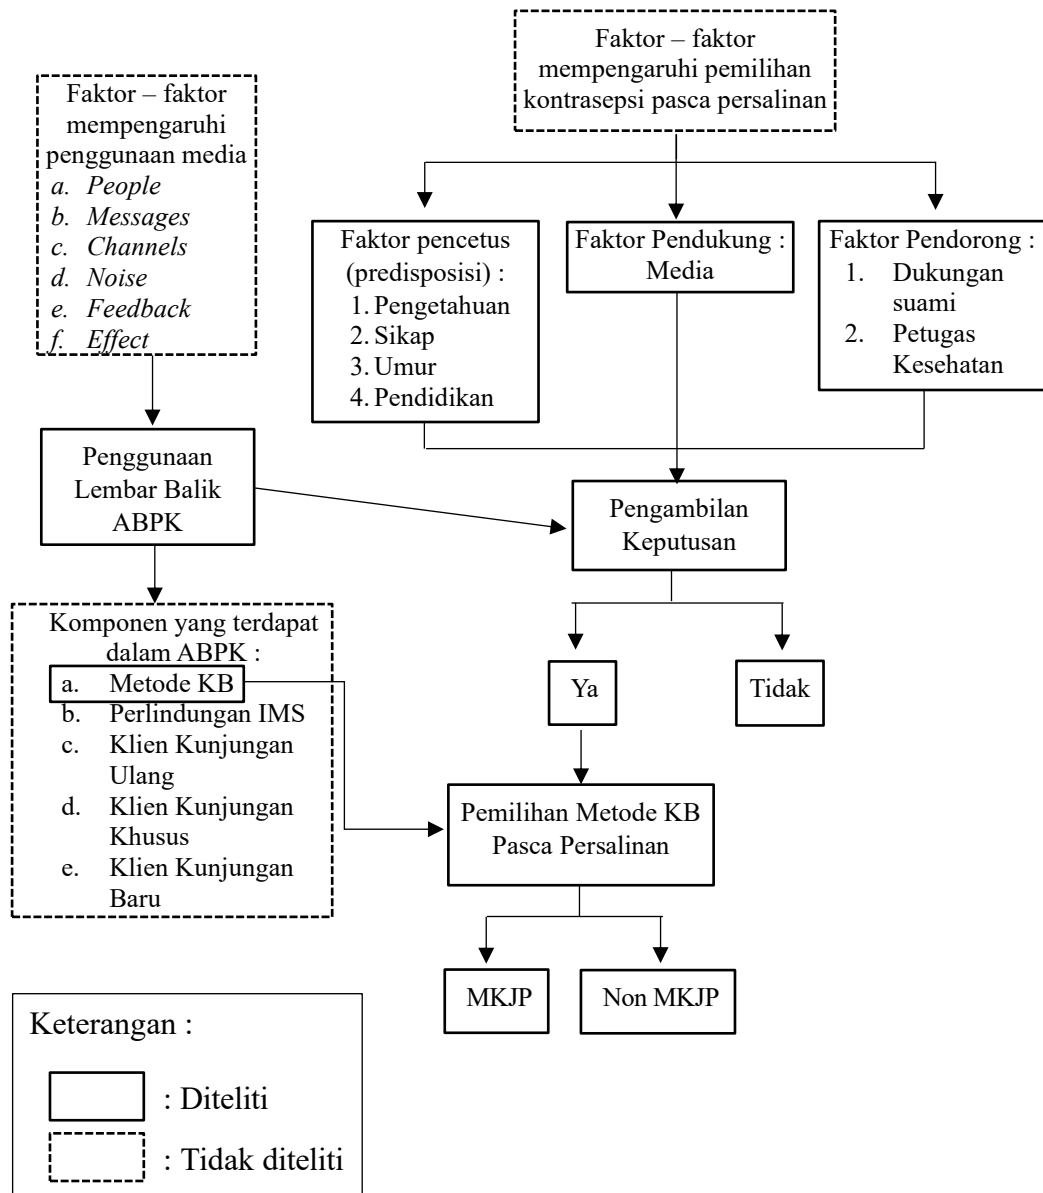 Faktor – faktor
mempengaruhi pemilihan
kontrasepsi pasca persalinan
Faktor – faktor
mempengaruhi
penggunaan media
a. People
b. Messages
c. Channels
d. Noise
e. Feedback
f. Effect
Faktor pencetus
(predisposisi) :
1. Pengetahuan
2. Sikap
3. Umur
4. Pendidikan
Faktor Pendukung :
Media
Faktor Pendorong :
1. Dukungan
suami
2. Petugas
Kesehatan
Penggunaan
Lembar Balik
ABPK
Pengambilan
Keputusan
Komponen yang terdapat
dalam ABPK :
a. Metode KB
b. Perlindungan IMS
c. Klien Kunjungan
Ulang
d. Klien Kunjungan
Khusus
e. Klien Kunjungan
Baru
Ya
Tidak
Pemilihan Metode KB
Pasca Persalinan
MKJP
Non MKJP
Keterangan :
: Diteliti
: Tidak diteliti